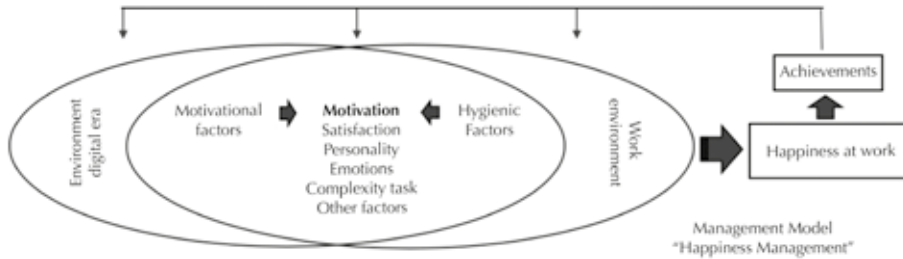 Environment
digital era
Motivational
factors
Motivation
Satisfaction
Personality
Emotions
Complexity task
Other factors
Hygienic
Factors
Work
environment
Achievements
Happiness at work
Management Model
“Happiness Management”